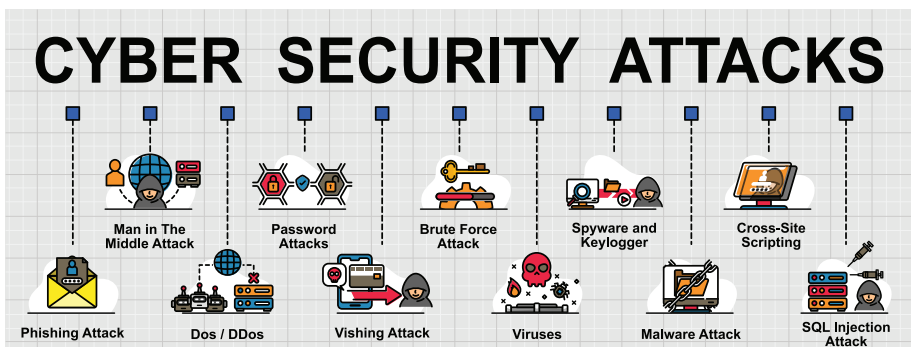 CYBER SECURITY ATTACKS
Man in The
Middle Attack
Password
Attacks
Brute Force
Attack
Spyware and
Keylogger
Cross-Site
Scripting
Phishing Attack
Dos / DDos
Vishing Attack
Viruses
Malware Attack
SQL Injection
Attack